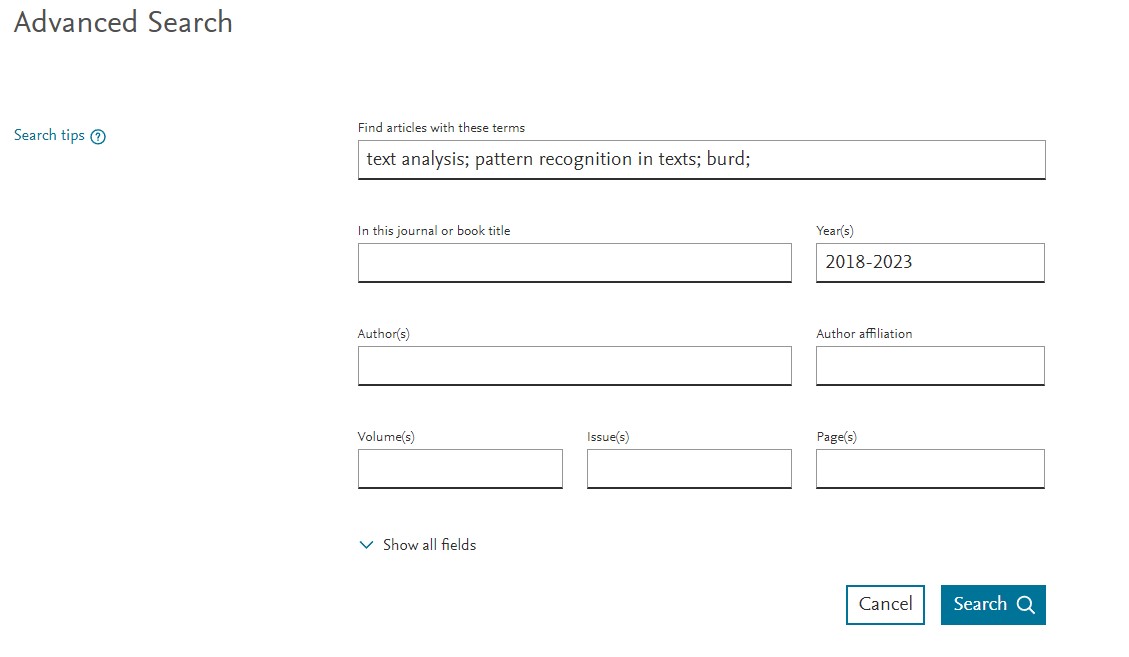 Advanced Search
Search tips
Find articles with these terms
text analysis; pattern recognition in texts; burd;
In this journal or book title
Year(s)
2018-2023
Author(s)
Author affiliation
Volume(s)
Issue(s)
Page(s)
Show all fields
Cancel
Search